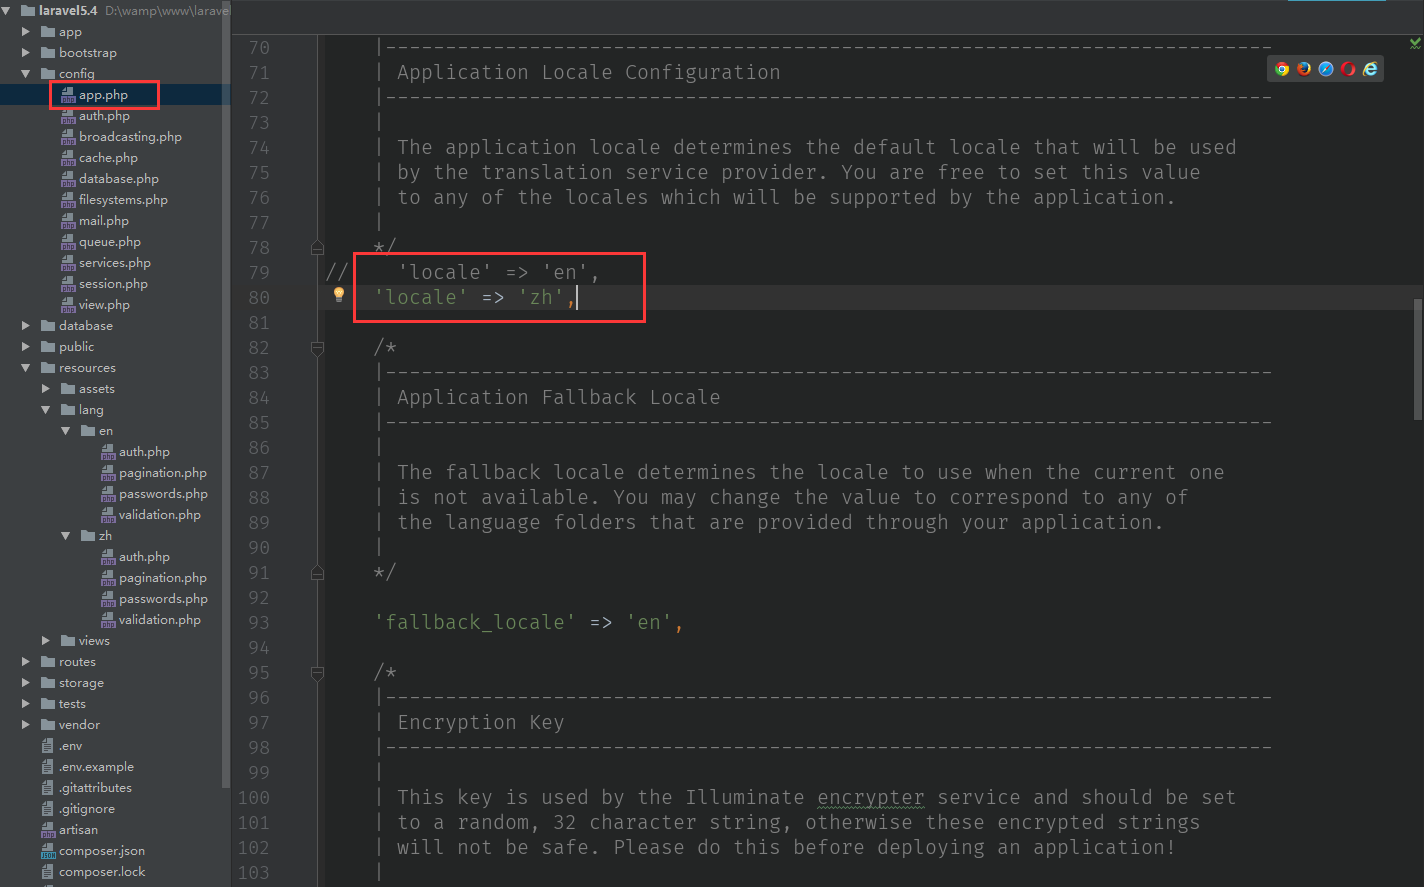 laravel5.4 D:\wamp\www\larave
app
bootstrap
config
app.php
auth.php
broadcasting.php
cache.php
database.php
filesystems.php
mail.php
queue.php
services.php
session.php
view.php
database
public
resources
assets
lang
en
auth.php
pagination.php
passwords.php
validation.php
zh
auth.php
pagination.php
passwords.php
validation.php
views
routes
storage
tests
vendor
.env
.env.example
.gitattributes
.gitignore
artisan
composer.json
composer.lock
70 |--------------------------------------------------------------------------
71 | Application Locale Configuration
72 |--------------------------------------------------------------------------
73 |
74 | The application locale determines the default locale that will be used
75 | by the translation service provider. You are free to set this value
76 | to any of the locales which will be supported by the application.
77 |
78 */
79 // 'locale' => 'en',
80 'locale' => 'zh',
81
82 /*
83 |--------------------------------------------------------------------------
84 | Application Fallback Locale
85 |--------------------------------------------------------------------------
86 |
87 | The fallback locale determines the locale to use when the current one
88 | is not available. You may change the value to correspond to any of
89 | the language folders that are provided through your application.
90 |
91 */
92
93 'fallback_locale' => 'en',
94
95 /*
96 |--------------------------------------------------------------------------
97 | Encryption Key
98 |--------------------------------------------------------------------------
99 |
100 | This key is used by the Illuminate encrypter service and should be set
101 | to a random, 32 character string, otherwise these encrypted strings
102 | will not be safe. Please do this before deploying an application!
103 |